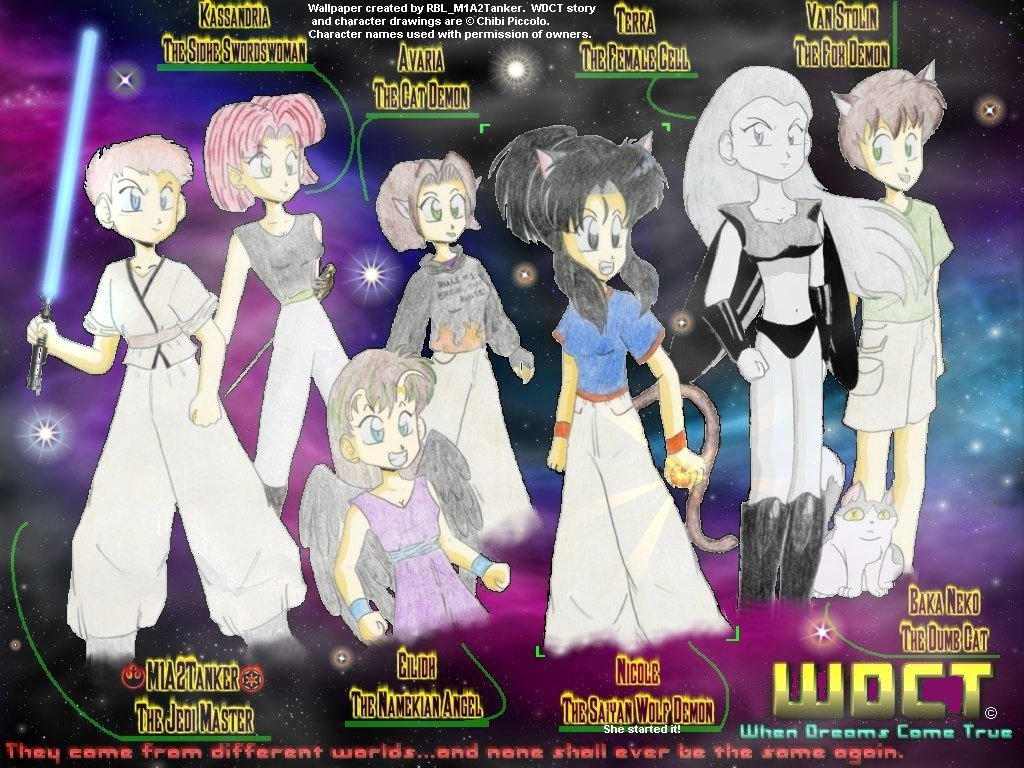 Wallpaper created by RBL_M1A2Tanker. WDCT story
and character drawings are © Chibi Piccolo.
Character names used with permission of owners.
Kassandria
The Sidhe Swordswoman
Avaria
The Cat Demon
Terra
The Female Cell
Van Stolin
The Fox Demon
M1A2Tanker
The Jedi Master
Eilidh
The Namekian Angel
Nicole
The Saiyan Wolf Demon
She started it!
Baka Neko
The Dumb Cat
WDCT
©
When Dreams Come True
They come from different worlds...and none shall ever be the same again.